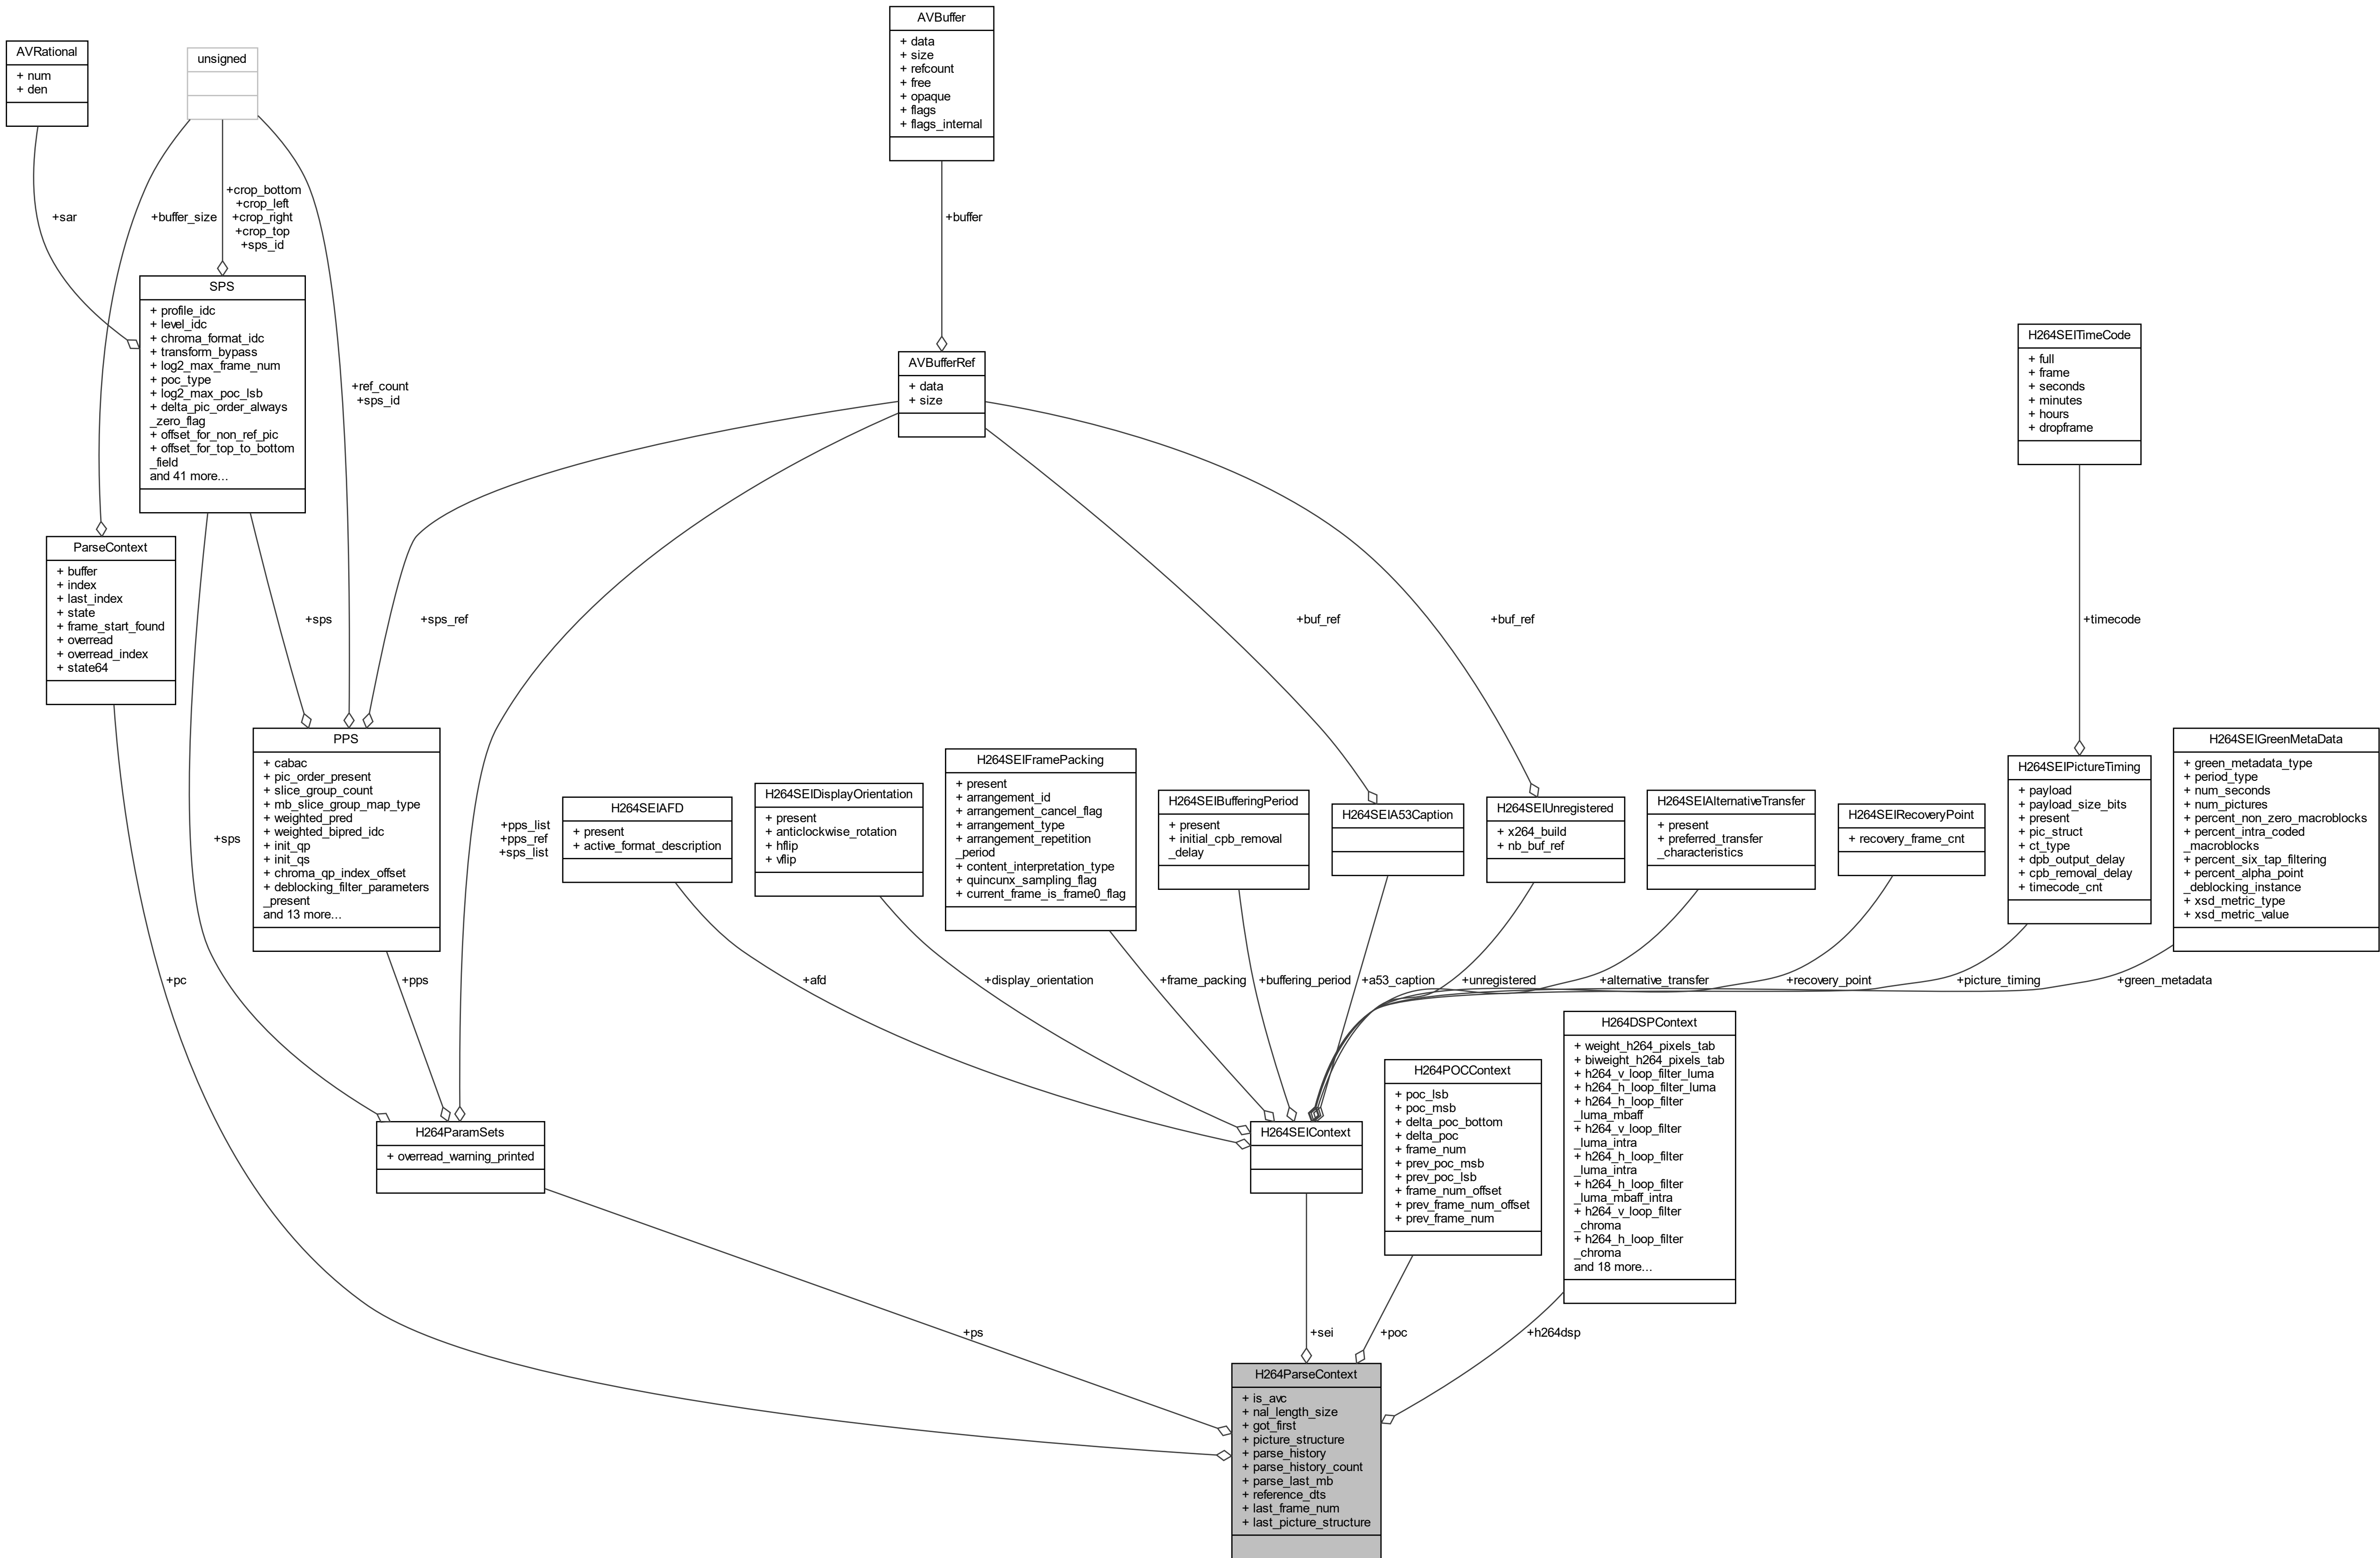 AVBuffer
+ data
+ size
+ refcount
+ free
+ opaque
+ flags
+ flags_internal
AVRational
+ num
+ den
unsigned
+sar
+buffer_size
+crop_bottom
+crop_left
+crop_right
+crop_top
+sps_id
+buffer
SPS
+ profile_idc
+ level_idc
+ chroma_format_idc
+ transform_bypass
+ log2_max_frame_num
+ poc_type
+ log2_max_poc_lsb
+ delta_pic_order_always
_zero_flag
+ offset_for_non_ref_pic
+ offset_for_top_to_bottom
_field
and 41 more...
+ref_count
+sps_id
AVBufferRef
+ data
+ size
H264SEITimeCode
+ full
+ frame
+ seconds
+ minutes
+ hours
+ dropframe
ParseContext
+ buffer
+ index
+ last_index
+ state
+ frame_start_found
+ overread
+ overread_index
+ state64
+sps
+sps_ref
+buf_ref
+buf_ref
+timecode
PPS
+ cabac
+ pic_order_present
+ slice_group_count
+ mb_slice_group_map_type
+ weighted_pred
+ weighted_bipred_idc
+ init_qp
+ init_qs
+ chroma_qp_index_offset
+ deblocking_filter_parameters
_present
and 13 more...
+sps
+pps_list
+pps_ref
+sps_list
H264SEIAFD
+ present
+ active_format_description
H264SEIDisplayOrientation
+ present
+ anticlockwise_rotation
+ hflip
+ vflip
H264SEIFramePacking
+ present
+ arrangement_id
+ arrangement_cancel_flag
+ arrangement_type
+ arrangement_repetition
_period
+ content_interpretation_type
+ quincunx_sampling_flag
+ current_frame_is_frame0_flag
H264SEIBufferingPeriod
+ present
+ initial_cpb_removal
_delay
H264SEIA53Caption
H264SEIUnregistered
+ x264_build
+ nb_buf_ref
H264SEIAlternativeTransfer
+ present
+ preferred_transfer
_characteristics
H264SEIRecoveryPoint
+ recovery_frame_cnt
H264SEIPictureTiming
+ payload
+ payload_size_bits
+ present
+ pic_struct
+ ct_type
+ dpb_output_delay
+ cpb_removal_delay
+ timecode_cnt
H264SEIGreenMetaData
+ green_metadata_type
+ period_type
+ num_seconds
+ num_pictures
+ percent_non_zero_macroblocks
+ percent_intra_coded
_macroblocks
+ percent_six_tap_filtering
+ percent_alpha_point
_deblocking_instance
+ xsd_metric_type
+ xsd_metric_value
+pc
+pps
+afd
+display_orientation
+frame_packing
+buffering_period
+a53_caption
+unregistered
+alternative_transfer
+recovery_point
+picture_timing
+green_metadata
H264ParamSets
+ overread_warning_printed
H264SEIContext
H264POCContext
+ poc_lsb
+ poc_msb
+ delta_poc_bottom
+ delta_poc
+ frame_num
+ prev_poc_msb
+ prev_poc_lsb
+ frame_num_offset
+ prev_frame_num_offset
+ prev_frame_num
H264DSPContext
+ weight_h264_pixels_tab
+ biweight_h264_pixels_tab
+ h264_v_loop_filter_luma
+ h264_h_loop_filter_luma
+ h264_h_loop_filter
_luma_mbaff
+ h264_v_loop_filter
_luma_intra
+ h264_h_loop_filter
_luma_intra
+ h264_h_loop_filter
_luma_mbaff_intra
+ h264_v_loop_filter
_chroma
+ h264_h_loop_filter
_chroma
and 18 more...
+ps
+sei
+poc
+h264dsp
H264ParseContext
+ is_avc
+ nal_length_size
+ got_first
+ picture_structure
+ parse_history
+ parse_history_count
+ parse_last_mb
+ reference_dts
+ last_frame_num
+ last_picture_structure